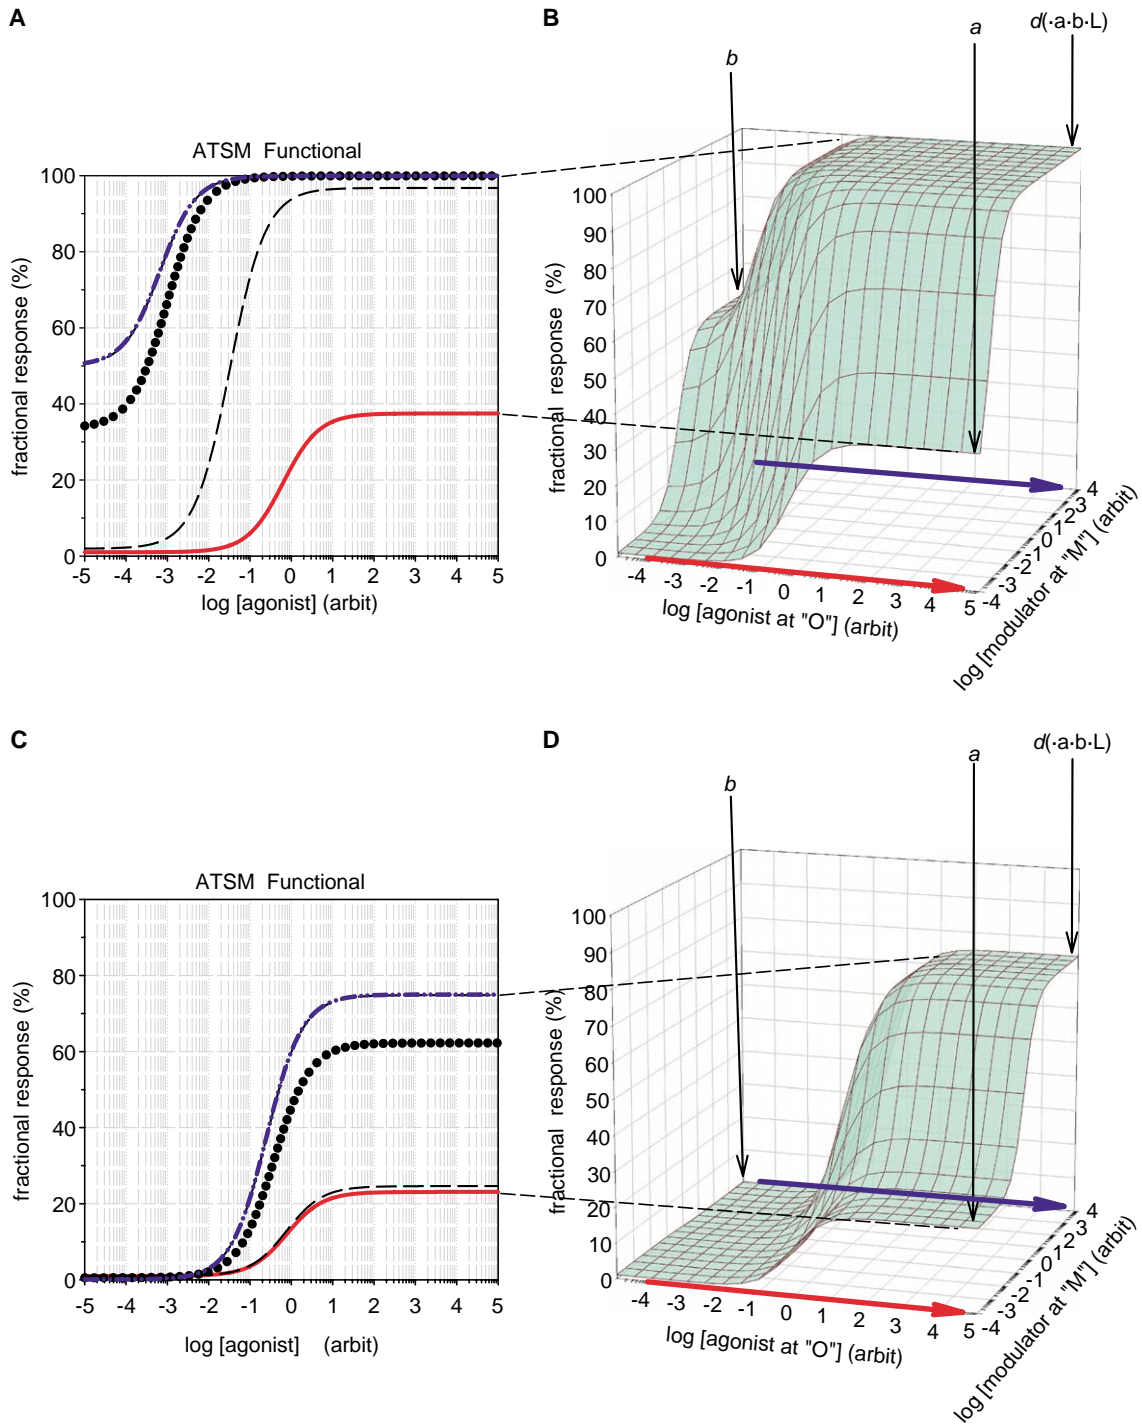 A
ATSM Functional
100
80
60
40
20
0
fractional response (%)
-5 -4 -3 -2 -1 0 1 2 3 4 5
log [agonist] (arbit)
B
b
a
d(·a·b·L)
100
90
80
70
60
50
40
30
20
10
0
fractional response (%)
-4 -3 -2 -1 0 1 2 3 4 5
log [agonist at "O"] (arbit)
-4 -3 -2 -1 0 1 2 3 4
log [modulator at "M"] (arbit)
C
ATSM Functional
100
80
60
40
20
0
fractional response (%)
-5 -4 -3 -2 -1 0 1 2 3 4 5
log [agonist] (arbit)
D
b
a
d(·a·b·L)
100
90
80
70
60
50
40
30
20
10
0
fractional response (%)
-4 -3 -2 -1 0 1 2 3 4 5
log [agonist at "O"] (arbit)
-4 -3 -2 -1 0 1 2 3 4
log [modulator at "M"] (arbit)